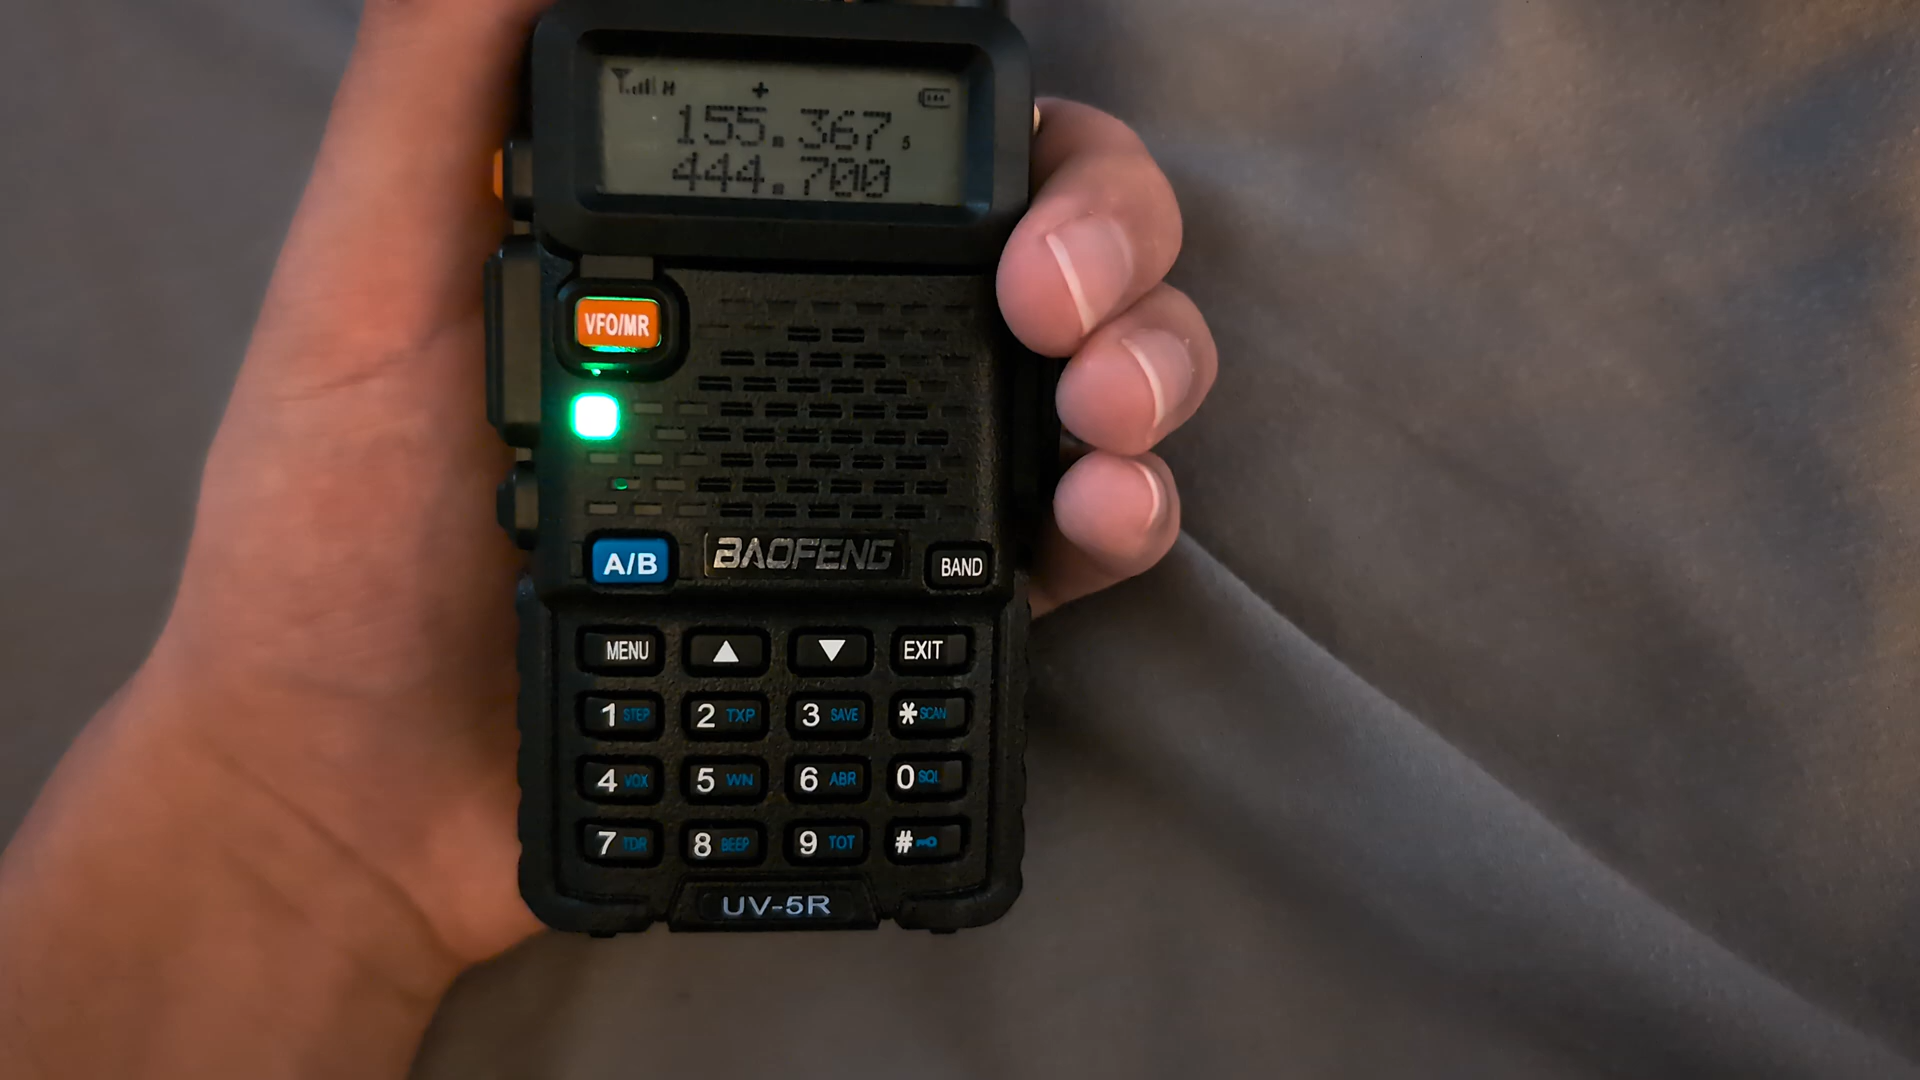 H +
155.367 5
444.700
VFO/MR
A/B BAOFENG BAND
MENU ▲ ▼ EXIT
1 STEP 2 TXP 3 SAVE * SCAN
4 VOX 5 WN 6 ABR 0 SQL
7 TDR 8 BEEP 9 TOT #
UV-5R